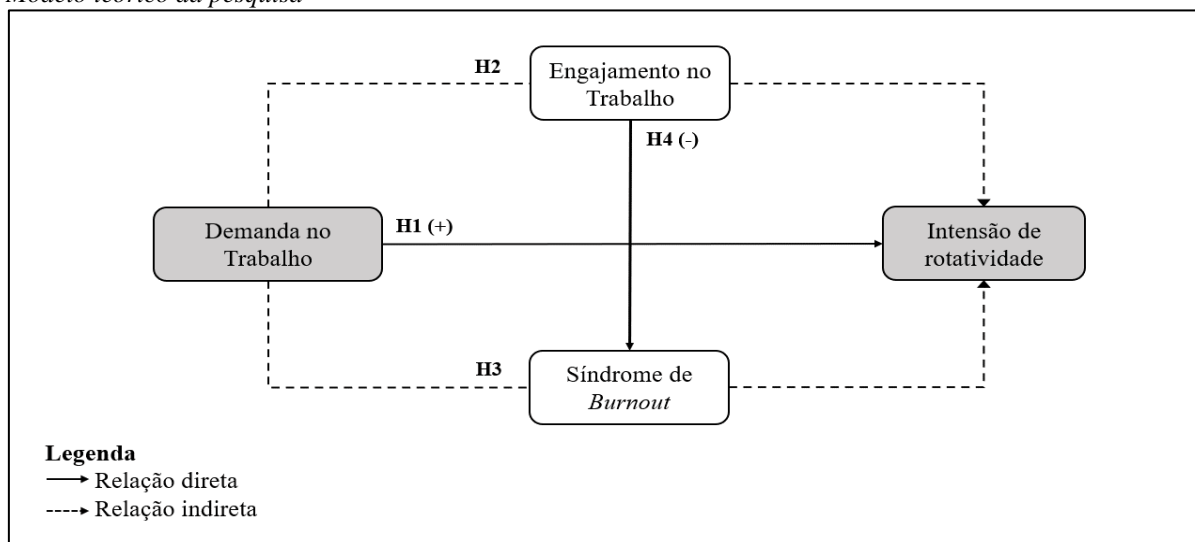 Modelo teórico da pesquisa
H2
Engajamento no
Trabalho
H4 (-)
Demanda no
Trabalho
H1 (+)
Intensão de
rotatividade
H3
Síndrome de
Burnout
Legenda
Relação direta
Relação indireta